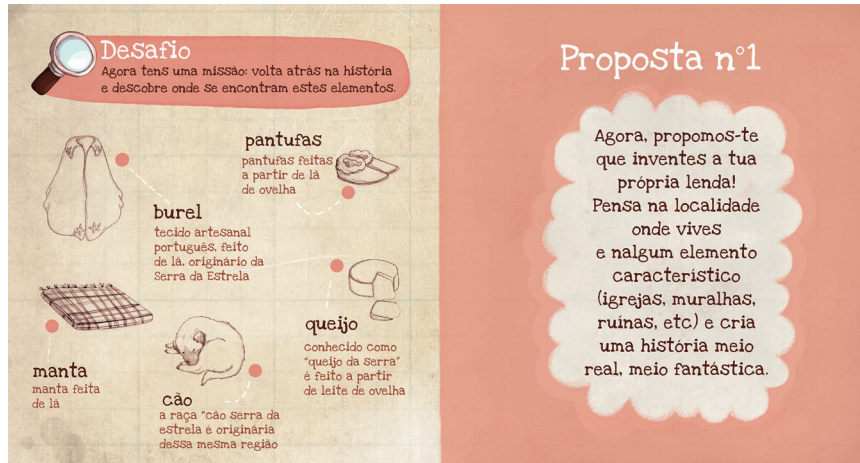 Desafio
Agora tens uma missão: volta atrás na história
e descobre onde se encontram estes elementos.
pantufas
pantufas feitas
a partir de lã
de ovelha
burel
tecido artesanal
português, feito
de lã, originário da
Serra da Estrela
queijo
conhecido como
"queijo da serra"
é feito a partir
de leite de ovelha
manta
manta feita
de lã
cão
a raça "cão serra da
estrela é originária
dessa mesma região
Proposta nº1
Agora, propomos-te
que inventes a tua
própria lenda!
Pensa na localidade
onde vives
e nalgum elemento
característico
(igrejas, muralhas,
ruínas, etc) e cria
uma história meio
real, meio fantástica.